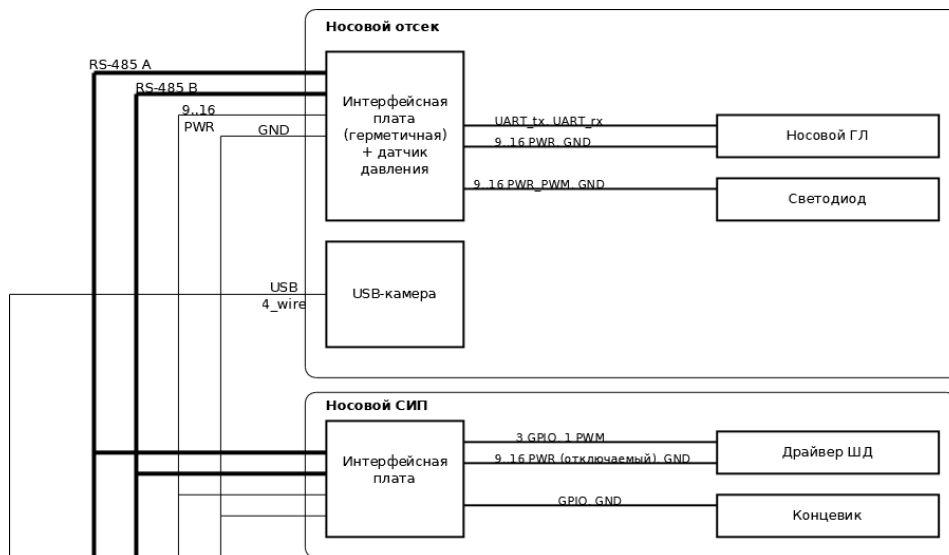 Носовой отсек
RS-485 A
RS-485 B
9..16
PWR
GND
Интерфейсная
плата
(герметичная)
+ датчик
давления
UART_tx, UART_rx
9..16 PWR, GND
Носовой ГЛ
9..16 PWR_PWM, GND
Светодиод
USB
4_wire
USB-камера
Носовой СИП
Интерфейсная
плата
3 GPIO, 1 PWM
9..16 PWR (отключаемый), GND
Драйвер ШД
GPIO, GND
Концевик